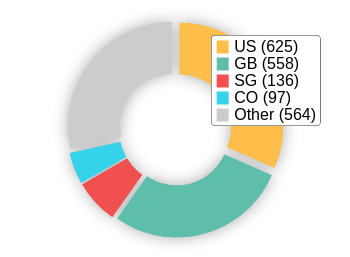 US (625)
GB (558)
SG (136)
CO (97)
Other (564)